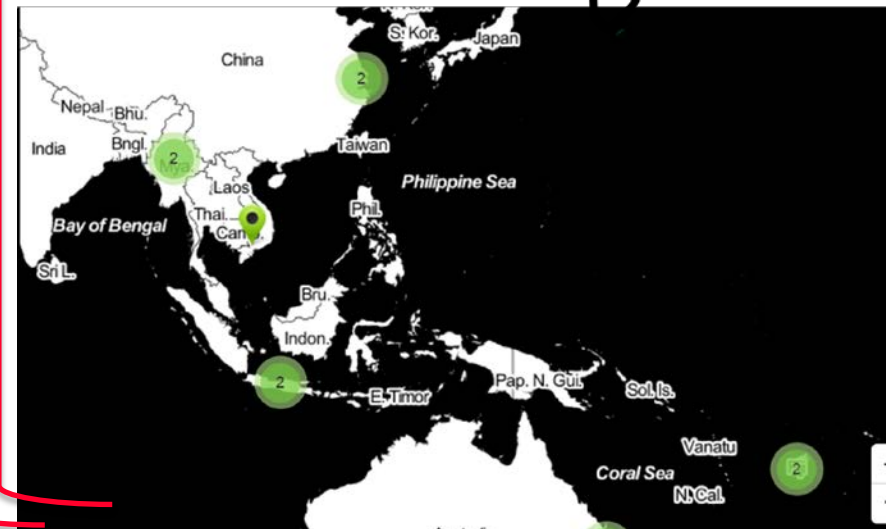 S. Kor.
Japan
China
2
Nepal
Bhu.
India
Bngl.
2
Mya.
Taiwan
Laos
Philippine Sea
Thai.
Phil.
Bay of Bengal
Sri L.
Bru.
Indon.
2
E. Timor
Pap. N. Gui.
Sol. Is.
Vanatu
Coral Sea
2
N. Cal.